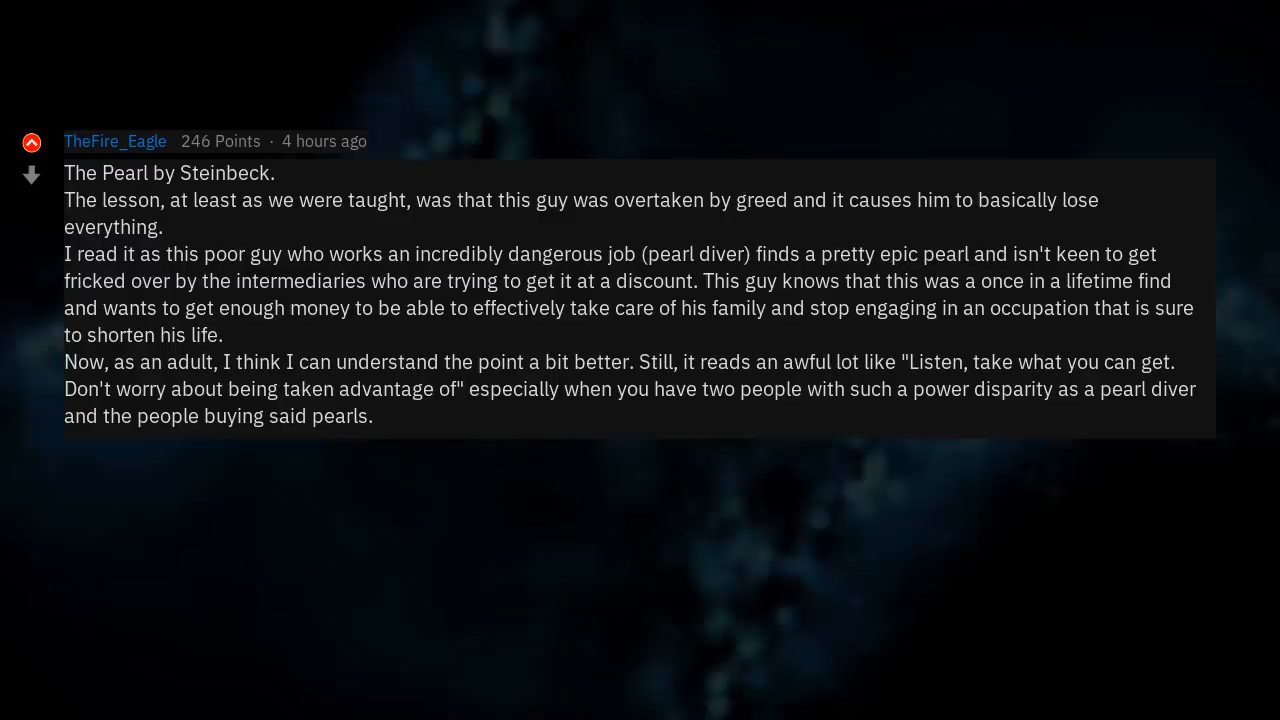 TheFire_Eagle 246 Points · 4 hours ago
The Pearl by Steinbeck.
The lesson, at least as we were taught, was that this guy was overtaken by greed and it causes him to basically lose
everything.
I read it as this poor guy who works an incredibly dangerous job (pearl diver) finds a pretty epic pearl and isn't keen to get
fricked over by the intermediaries who are trying to get it at a discount. This guy knows that this was a once in a lifetime find
and wants to get enough money to be able to effectively take care of his family and stop engaging in an occupation that is sure
to shorten his life.
Now, as an adult, I think I can understand the point a bit better. Still, it reads an awful lot like "Listen, take what you can get.
Don't worry about being taken advantage of" especially when you have two people with such a power disparity as a pearl diver
and the people buying said pearls.